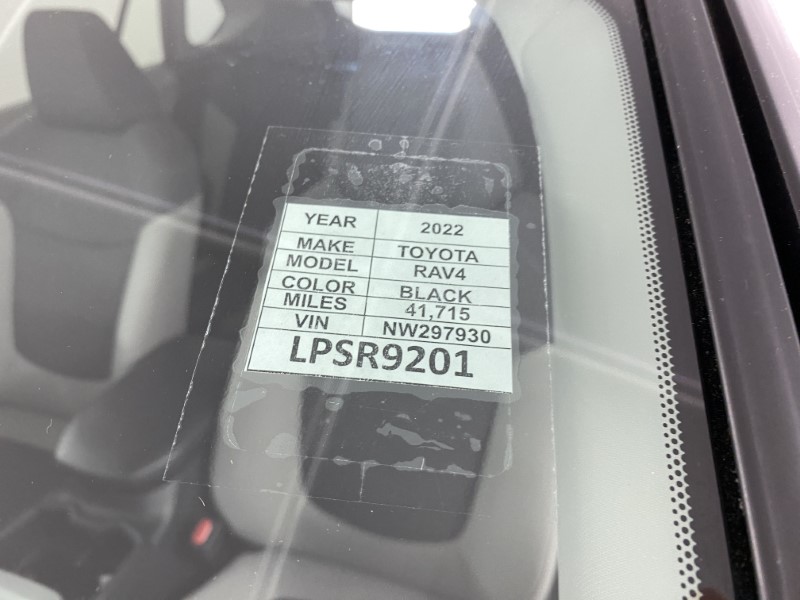 YEAR 2022
MAKE TOYOTA
MODEL RAV4
COLOR BLACK
MILES 41,715
VIN NW297930
LPSR9201